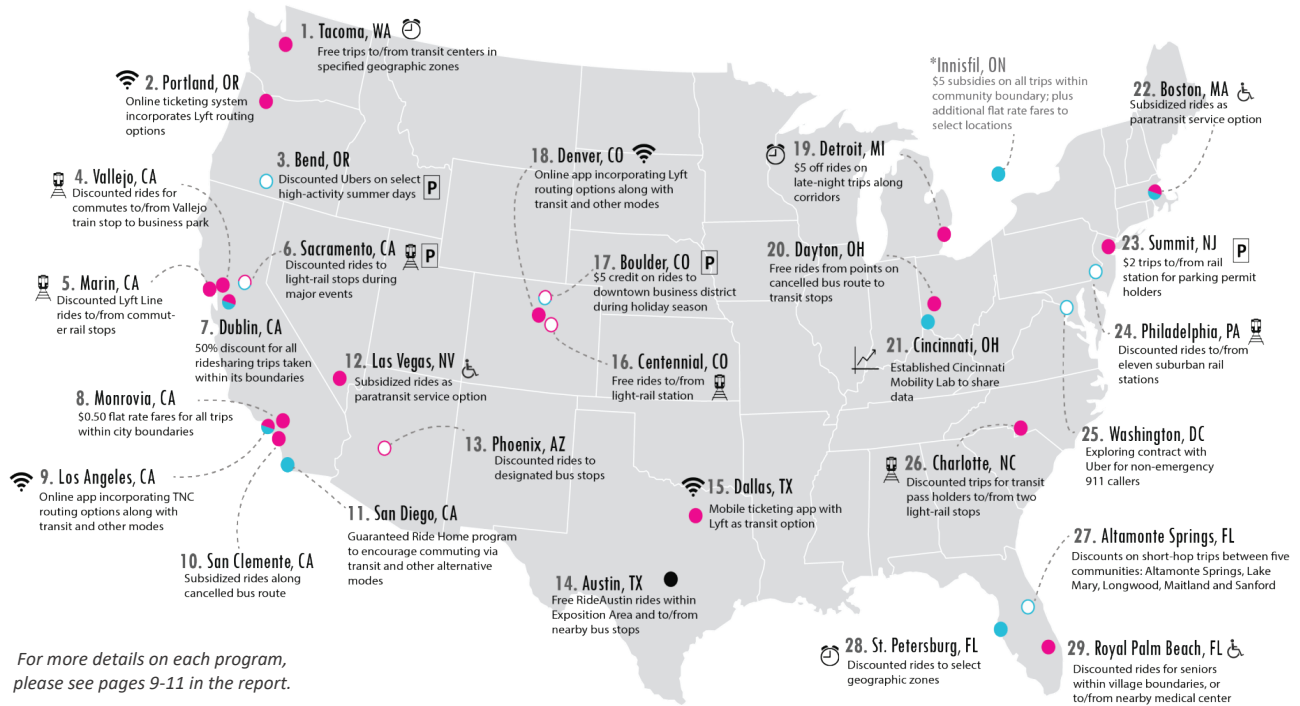 1. Tacoma, WA
Free trips to/from transit centers in
specified geographic zones
2. Portland, OR
Online ticketing system
incorporates Lyft routing
options
3. Bend, OR
Discounted Ubers on select
high-activity summer days
P
4. Vallejo, CA
Discounted rides for
commutes to/from Vallejo
train stop to business park
5. Marin, CA
Discounted Lyft Line
rides to/from commut-
er rail stops
6. Sacramento, CA
P
Discounted rides to
light-rail stops during
major events
7. Dublin, CA
50% discount for all
ridesharing trips taken
within its boundaries
8. Monrovia, CA
$0.50 flat rate fares for all trips
within city boundaries
9. Los Angeles, CA
Online app incorporating TNC
routing options along with
transit and other modes
10. San Clemente, CA
Subsidized rides along
cancelled bus route
11. San Diego, CA
Guaranteed Ride Home program
to encourage commuting via
transit and other alternative
modes
12. Las Vegas, NV
Subsidized rides as
paratransit service option
13. Phoenix, AZ
Discounted rides to
designated bus stops
14. Austin, TX
Free RideAustin rides within
Exposition Area and to/from
nearby bus stops
15. Dallas, TX
Mobile ticketing app with
Lyft as transit option
16. Centennial, CO
Free rides to/from
light-rail station
17. Boulder, CO
P
$5 credit on rides to
downtown business district
during holiday season
18. Denver, CO
Online app incorporating Lyft
routing options along with
transit and other modes
19. Detroit, MI
$5 off rides on
late-night trips along
corridors
20. Dayton, OH
Free rides from points on
cancelled bus route to
transit stops
21. Cincinnati, OH
Established Cincinnati
Mobility Lab to share
data
*Innisfil, ON
$5 subsidies on all trips within
community boundary; plus
additional flat rate fares to
select locations
22. Boston, MA
Subsidized rides as
paratransit service option
23. Summit, NJ
P
$2 trips to/from rail
station for parking permit
holders
24. Philadelphia, PA
Discounted rides to/from
eleven suburban rail
stations
25. Washington, DC
Exploring contract with
Uber for non-emergency
911 callers
26. Charlotte, NC
Discounted trips for transit
pass holders to/from two
light-rail stops
27. Altamonte Springs, FL
Discounts on short-hop trips between five
communities: Altamonte Springs, Lake
Mary, Longwood, Maitland and Sanford
28. St. Petersburg, FL
Discounted rides to select
geographic zones
29. Royal Palm Beach, FL
Discounted rides for seniors
within village boundaries, or
to/from nearby medical center
For more details on each program,
please see pages 9-11 in the report.